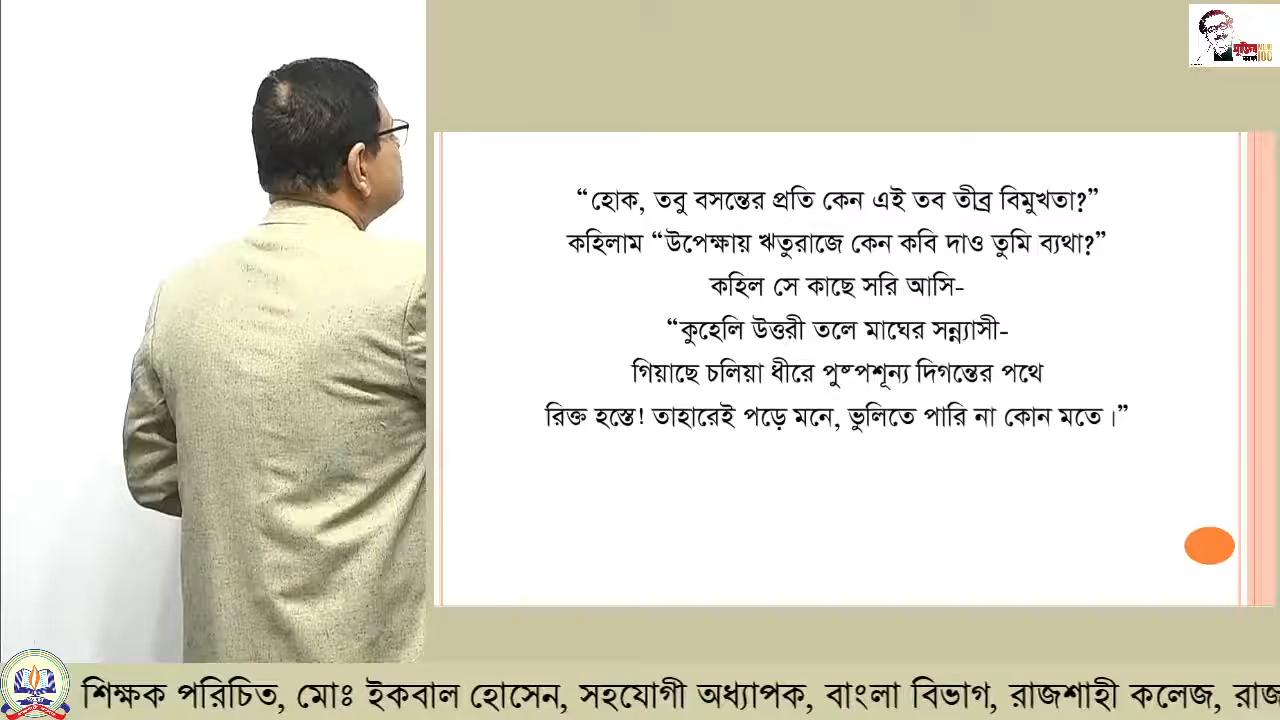 “হোক, তবু বসন্তের প্রতি কেন এই তব তীব্র বিমুখতা?”
কহিলাম “উপেক্ষায় ঋতুরাজে কেন কবি দাও তুমি ব্যথা?”
কহিল সে কাছে সরি আসি-
“কুহেলি উত্তরী তলে মাঘের সন্ন্যাসী-
গিয়াছে চলিয়া ধীরে পুষ্পশূন্য দিগন্তের পথে
রিক্ত হস্তে! তাহারেই পড়ে মনে, ভুলিতে পারি না কোন মতে।”
শিক্ষক পরিচিত, মোঃ ইকবাল হোসেন, সহযোগী অধ্যাপক, বাংলা বিভাগ, রাজশাহী কলেজ, রাজ